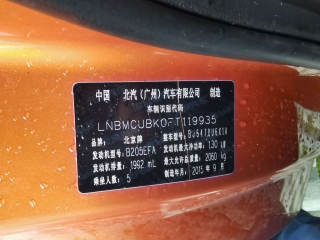 中国 北汽(广州)汽车有限公司 制造
车辆识别代码
LNBMCUBK0FT119935
品牌 北京牌 整车型号
发动机型号 B205EFA 发动机最大净功率 130 kW
发动机排量 1992 mL 最大允许总质量 2060 kg
乘坐人数 5 制造年月 2015 年 9 月